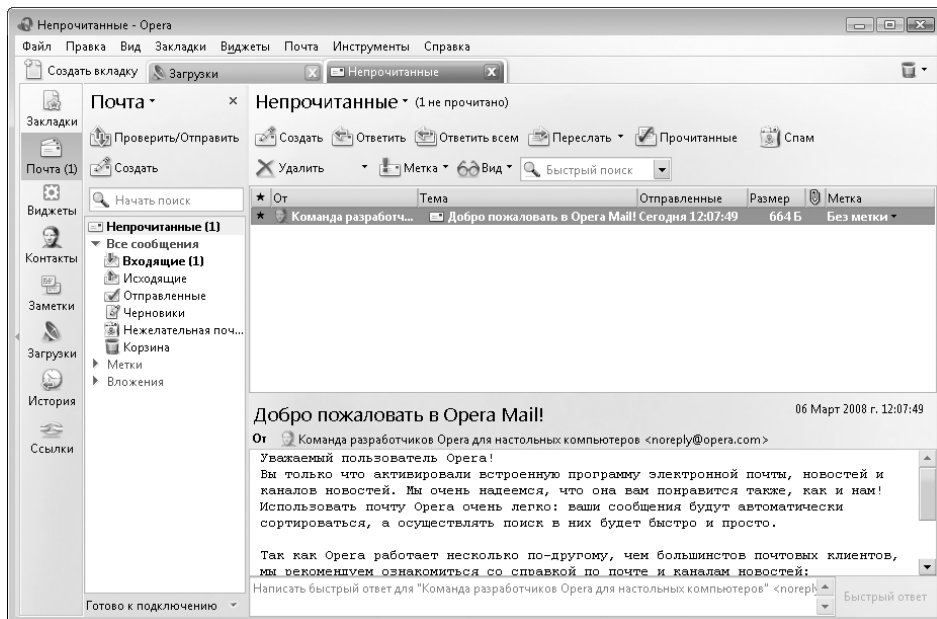 Непрочитанные - Opera
Файл Правка Вид Закладки Виджеты Почта Инструменты Справка
Создать вкладку Загрузки Непрочитанные
Закладки
Почта (1)
Виджеты
Контакты
Заметки
Загрузки
История
Ссылки
Почта
Проверить/Отправить
Создать
Начать поиск
Непрочитанные (1)
Все сообщения
Входящие (1)
Исходящие
Отправленные
Черновики
Нежелательная поч...
Корзина
Метки
Вложения
Готово к подключению
Непрочитанные (1 не прочитано)
Создать Ответить Ответить всем Переслать Прочитанные Спам
Удалить Метка Вид Быстрый поиск
От Тема Отправленные Размер Метка
Команда разработч... Добро пожаловать в Opera Mail! Сегодня 12:07:49 664 Б Без метки
Добро пожаловать в Opera Mail! 06 Март 2008 г. 12:07:49
От Команда разработчиков Opera для настольных компьютеров <noreply@opera.com>
Уважаемый пользователь Opera!
Вы только что активировали встроенную программу электронной почты, новостей и
каналов новостей. Мы очень надеемся, что она вам понравится также, как и нам!
Использовать почту Opera очень легко: ваши сообщения будут автоматически
сортироваться, а осуществлять поиск в них будет быстро и просто.
Так как Opera работает несколько по-другому, чем большинстов почтовых клиентов,
мы рекомендуем ознакомиться со справкой по почте и каналам новостей:
Написать быстрый ответ для "Команда разработчиков Opera для настольных компьютеров" <noreply
Быстрый ответ